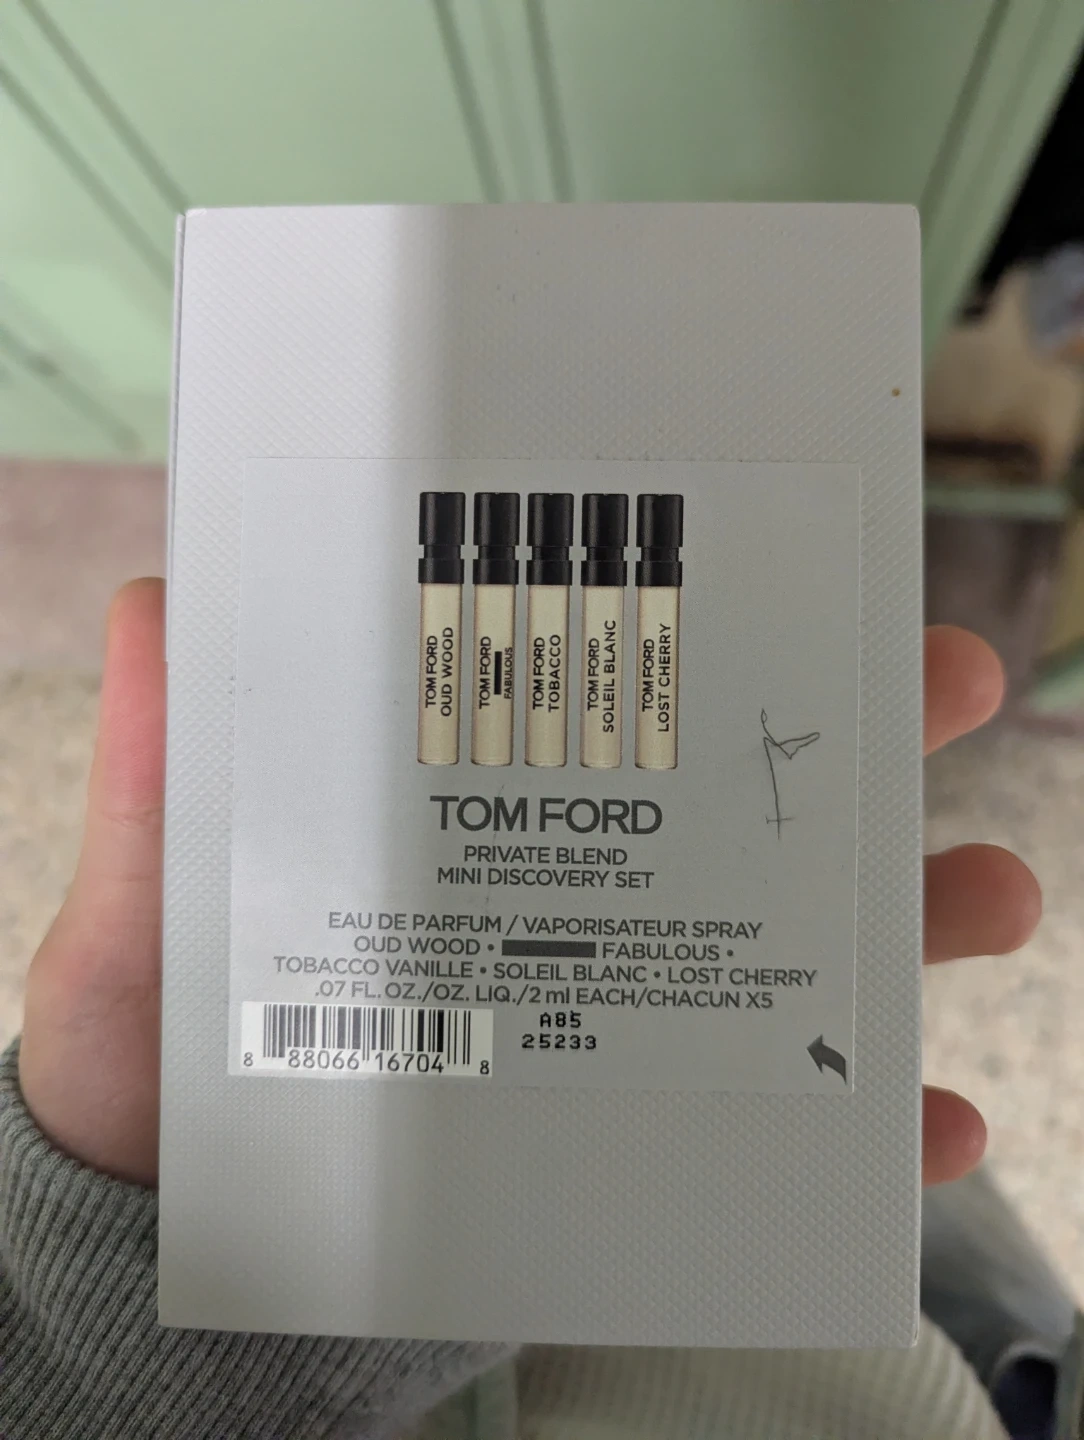 TOM FORD
OUD WOOD
TOM FORD
FABULOUS
TOM FORD
TOBACCO
TOM FORD
SOLEIL BLANC
TOM FORD
LOST CHERRY
TOM FORD
PRIVATE BLEND
MINI DISCOVERY SET
EAU DE PARFUM / VAPORISATEUR SPRAY
OUD WOOD • FABULOUS •
TOBACCO VANILLE • SOLEIL BLANC • LOST CHERRY
.07 FL. OZ./OZ. LIQ./2 ml EACH/CHACUN X5
A85
25233
8 88066 16704 8